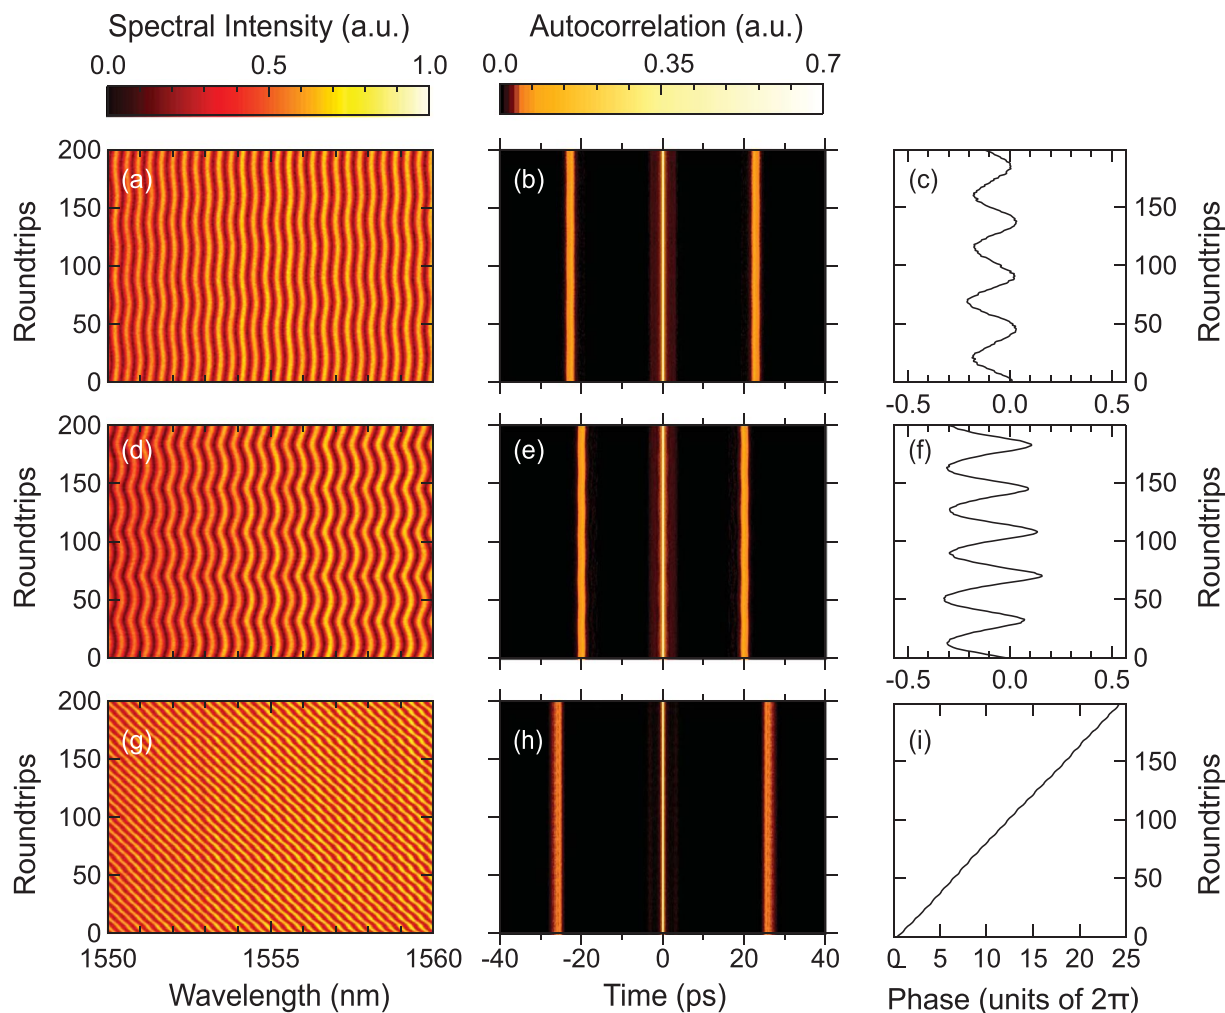 Spectral Intensity (a.u.) Autocorrelation (a.u.)
0.0 0.5 1.0 0.0 0.35 0.7
200 (a) (b) (c)
150 150
Roundtrips Roundtrips
100 100
50 50
0 0
-0.5 0.0 0.5
200 (d) (e) (f)
150 150
Roundtrips Roundtrips
100 100
50 50
0 0
-0.5 0.0 0.5
200 (g) (h) (i)
150 150
Roundtrips Roundtrips
100 100
50 50
0 0
1550 1555 1560 -40 -20 0 20 40 0 5 10 15 20 25
Wavelength (nm) Time (ps) Phase (units of 2π)